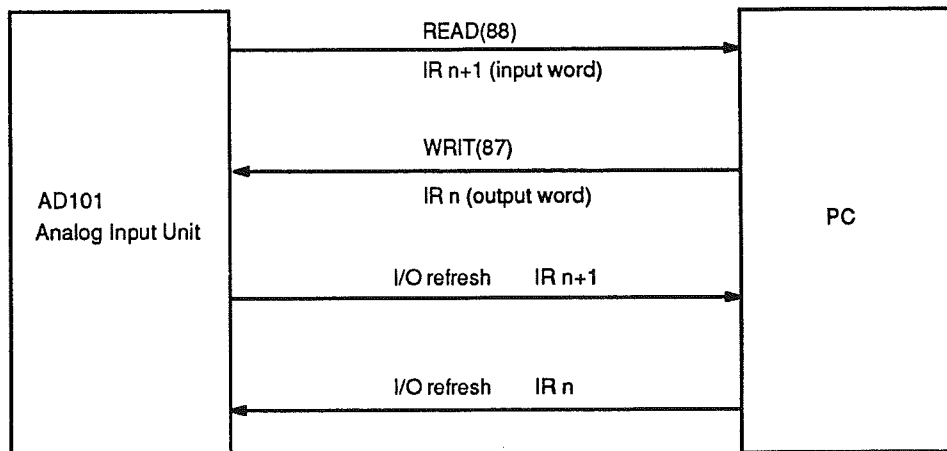 READ(88)
IR n+1 (input word)
WRIT(87)
IR n (output word)
AD101
Analog Input Unit
PC
I/O refresh IR n+1
I/O refresh IR n